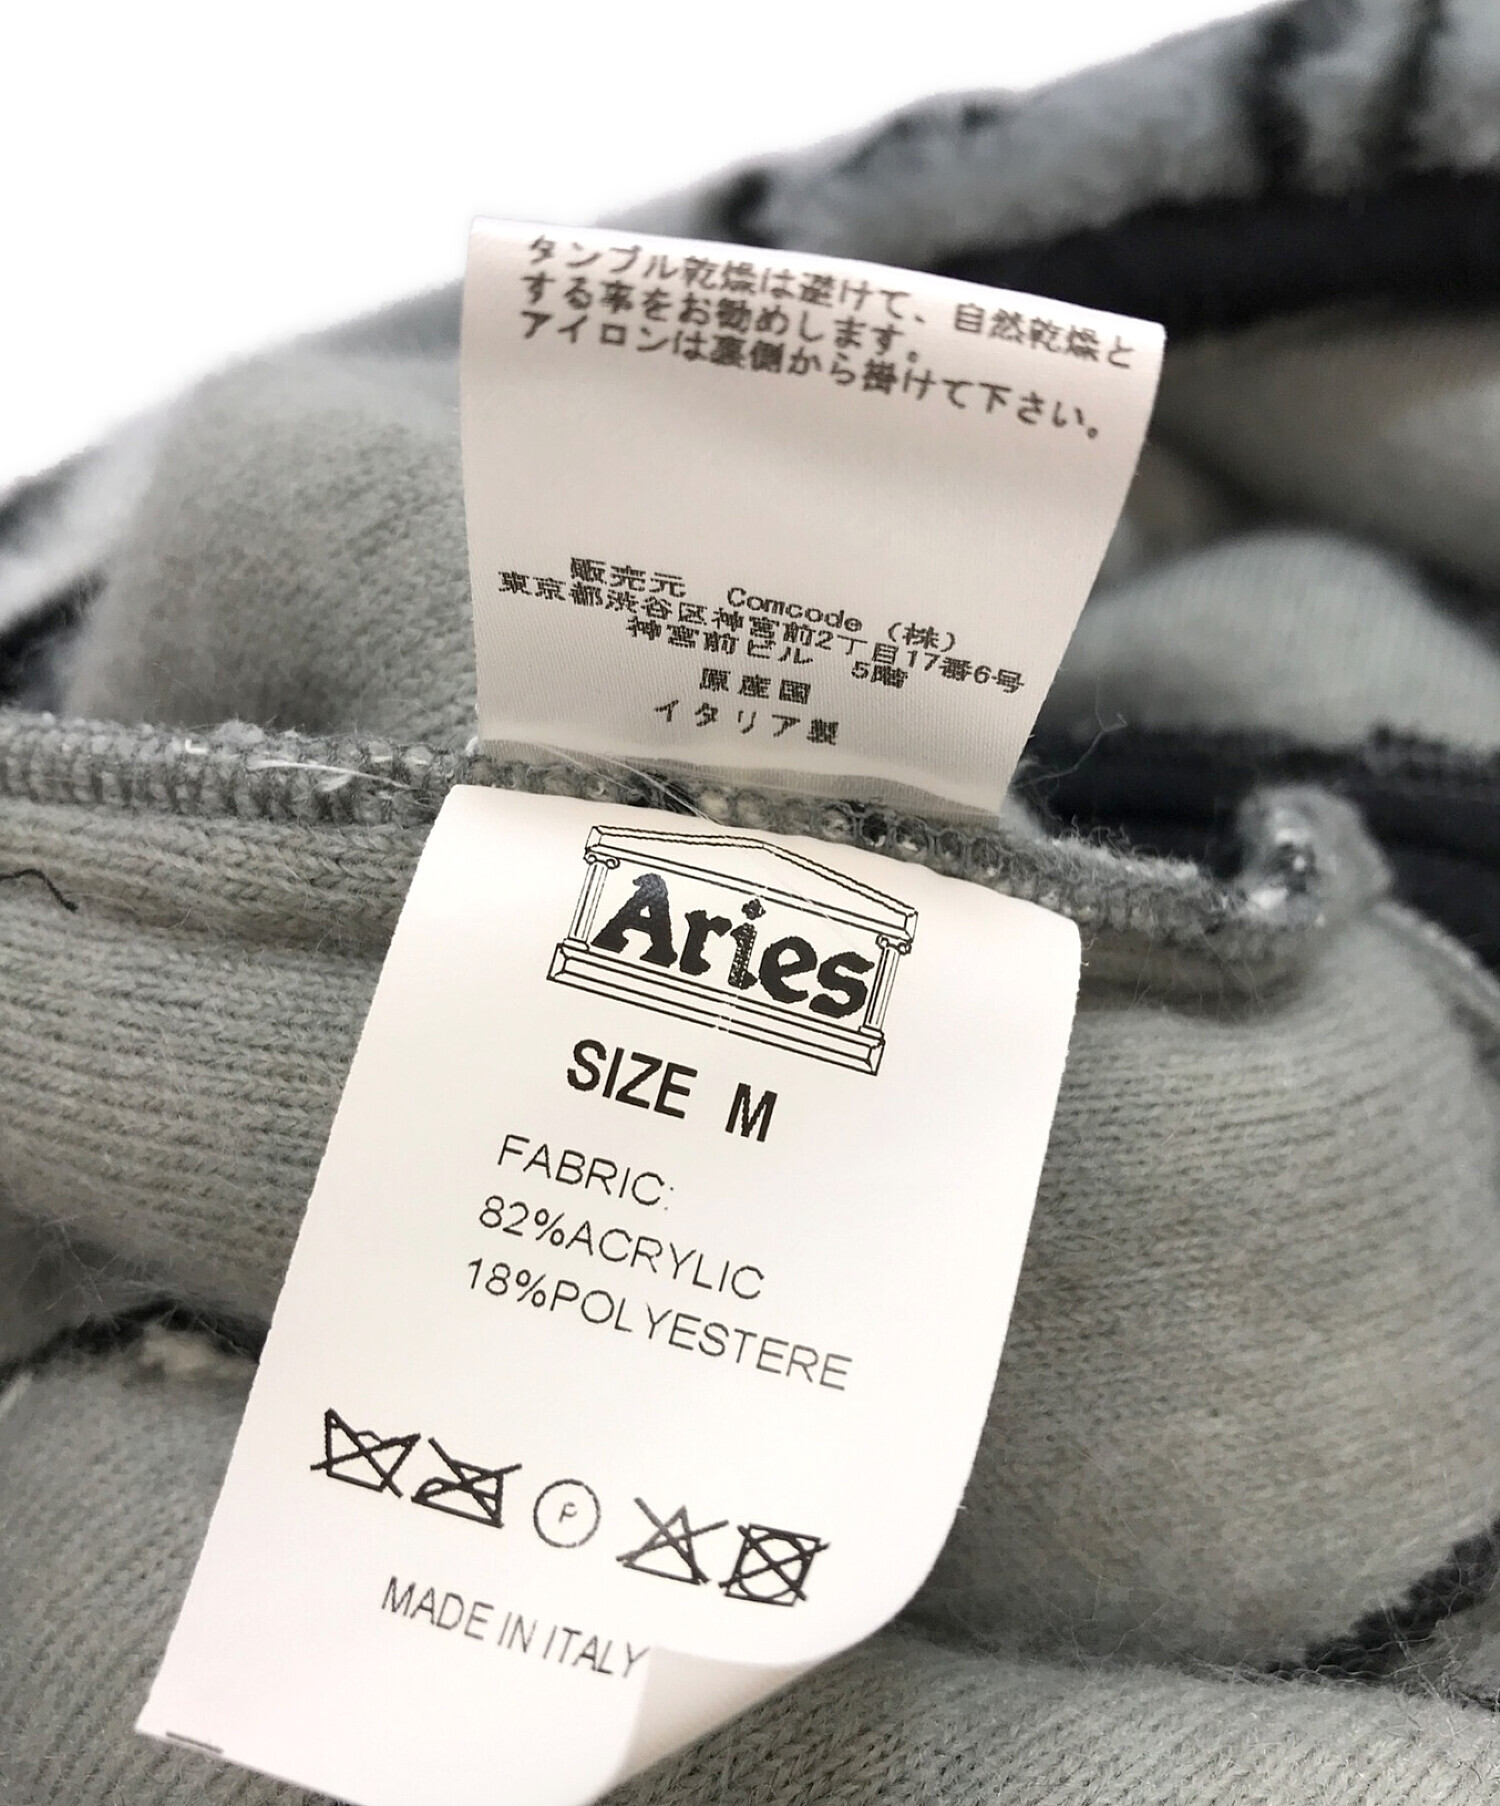 タンブル乾燥は避けて、自然乾燥と
する事をお勧めします。
アイロンは裏側から掛けて下さい。
販売元 Comcode (株)
東京都渋谷区神宮前2丁目17番6号
神宮前ビル 5階
原産国
イタリア製
Aries
SIZE M
FABRIC:
82%ACRYLIC
18%POLYESTERE
P
MADE IN ITALY